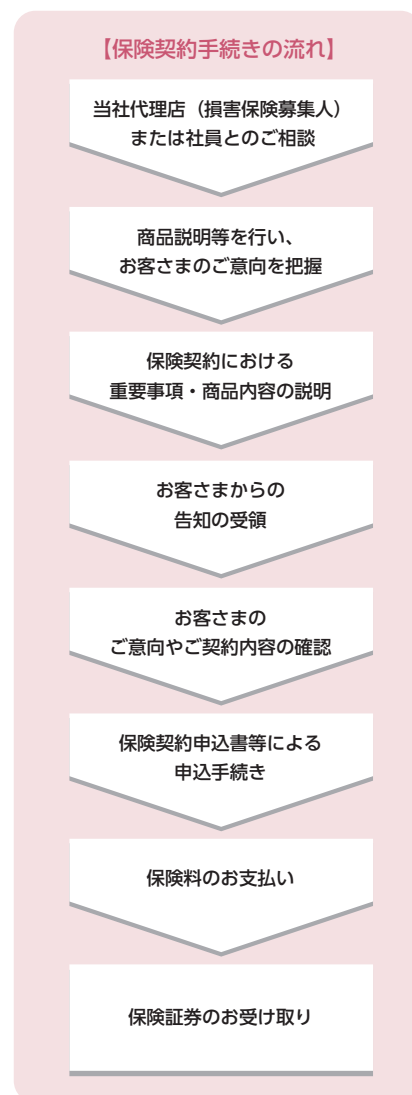 【保険契約手続きの流れ】
当社代理店（損害保険募集人）
または社員とのご相談
商品説明等を行い、
お客さまのご意向を把握
保険契約における
重要事項・商品内容の説明
お客さまからの
告知の受領
お客さまの
ご意向やご契約内容の確認
保険契約申込書等による
申込手続き
保険料のお支払い
保険証券のお受け取り